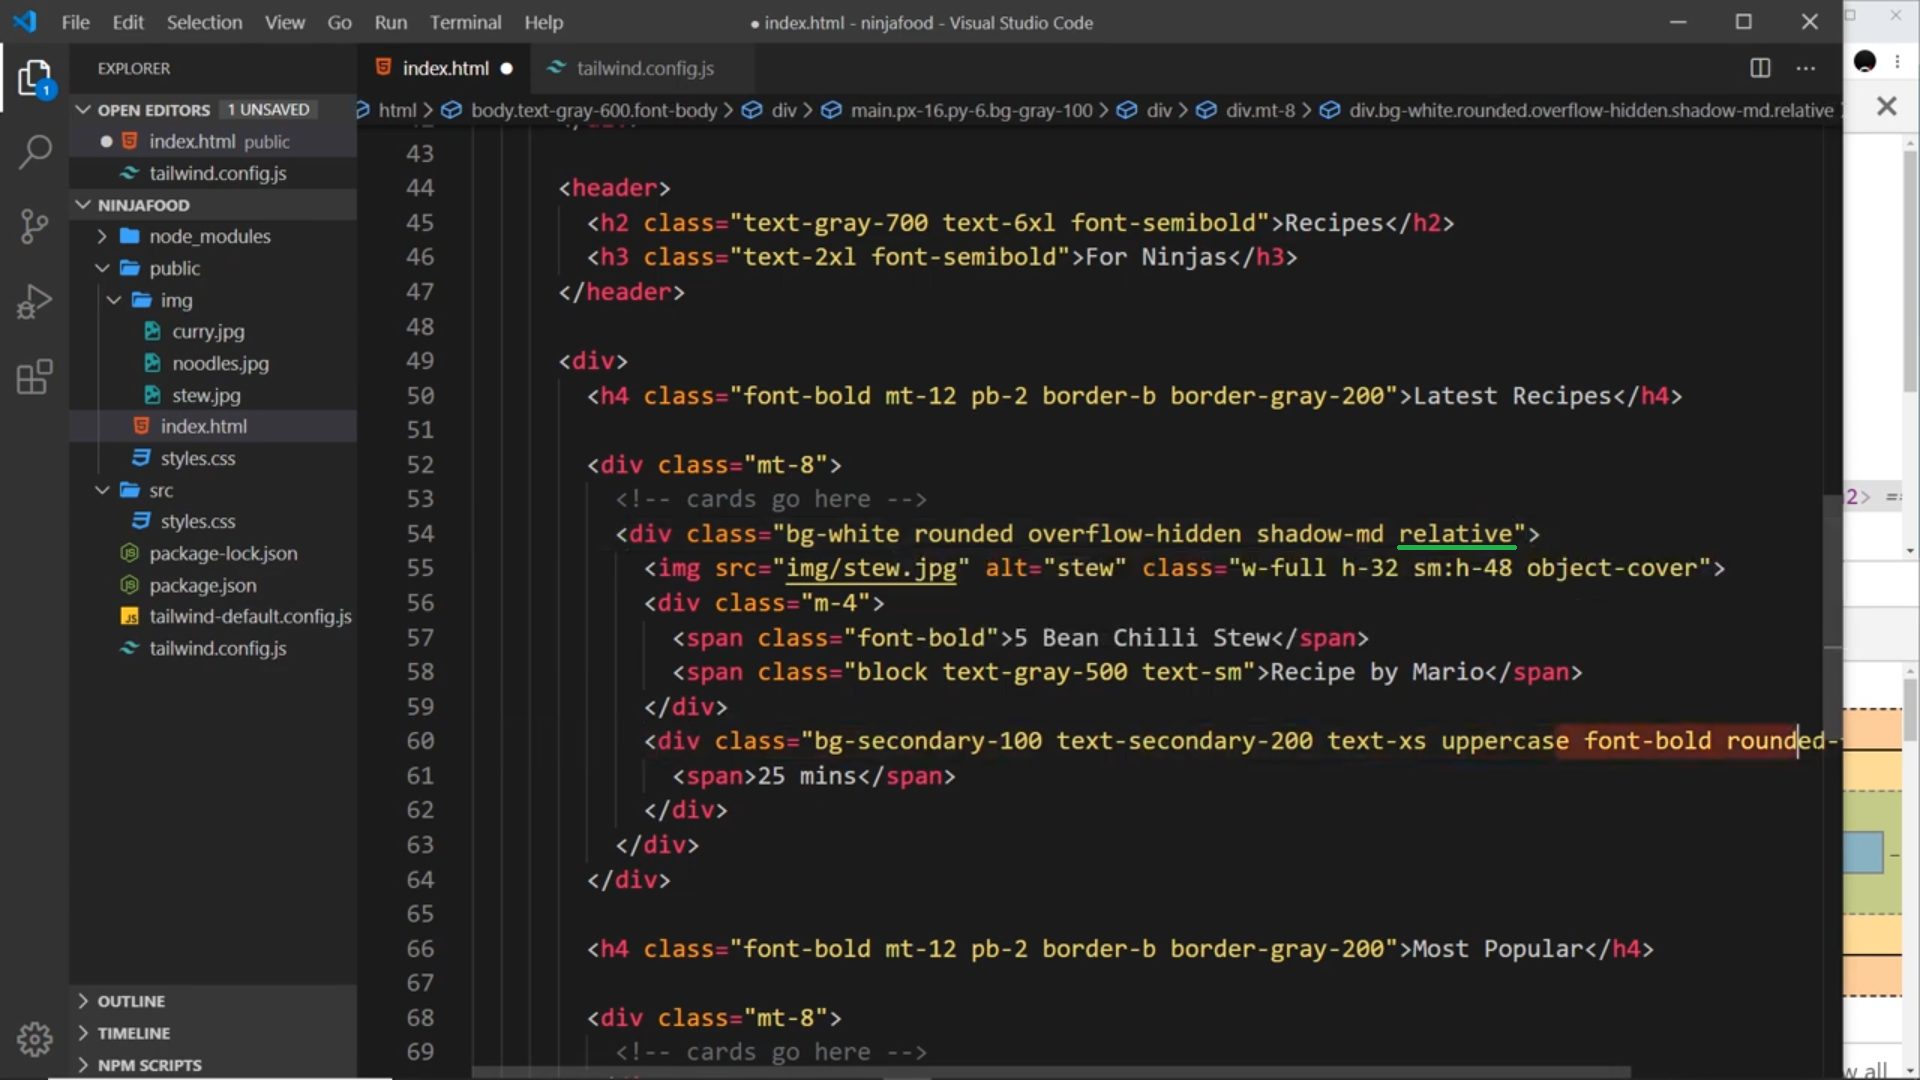 File Edit Selection View Go Run Terminal Help
● index.html - ninjafood - Visual Studio Code
EXPLORER
index.html ●
tailwind.config.js
OPEN EDITORS 1 UNSAVED
html > body.text-gray-600.font-body > div > main.px-16.py-6.bg-gray-100 > div > div.mt-8 > div.bg-white.rounded.overflow-hidden.shadow-md.relative
● index.html public
tailwind.config.js
NINJAFOOD
node_modules
public
img
curry.jpg
noodles.jpg
stew.jpg
index.html
styles.css
src
styles.css
package-lock.json
package.json
tailwind-default.config.js
tailwind.config.js
OUTLINE
TIMELINE
NPM SCRIPTS
43
44 <header>
45 <h2 class="text-gray-700 text-6xl font-semibold">Recipes</h2>
46 <h3 class="text-2xl font-semibold">For Ninjas</h3>
47 </header>
48
49 <div>
50 <h4 class="font-bold mt-12 pb-2 border-b border-gray-200">Latest Recipes</h4>
51
52 <div class="mt-8">
53 <!-- cards go here -->
54 <div class="bg-white rounded overflow-hidden shadow-md relative">
55 <img src="img/stew.jpg" alt="stew" class="w-full h-32 sm:h-48 object-cover">
56 <div class="m-4">
57 <span class="font-bold">5 Bean Chilli Stew</span>
58 <span class="block text-gray-500 text-sm">Recipe by Mario</span>
59 </div>
60 <div class="bg-secondary-100 text-secondary-200 text-xs uppercase font-bold rounded-
61 <span>25 mins</span>
62 </div>
63 </div>
64 </div>
65
66 <h4 class="font-bold mt-12 pb-2 border-b border-gray-200">Most Popular</h4>
67
68 <div class="mt-8">
69 <!-- cards go here -->
1
2> ==
w all